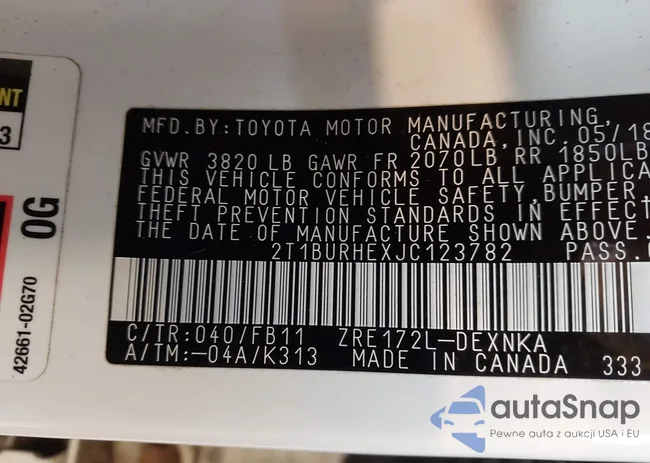 NT
3
OG
42661-02G70
MFD.BY:TOYOTA MOTOR MANUFACTURING,
CANADA,INC.05/18
GVWR 3820 LB GAWR FR 2070LB RR 1850LB
THIS VEHICLE CONFORMS TO ALL APPLICA
FEDERAL MOTOR VEHICLE SAFETY,BUMPER
THEFT PREVENTION STANDARDS IN EFFECT
THE DATE OF MANUFACTURE SHOWN ABOVE.
2T1BURHEXJC123782 PASS.
C/TR:040/FB11 ZRE172L-DEXNKA
A/TM:-04A/K313 MADE IN CANADA 333
autaSnap
Pewne auta z aukcji USA i EU